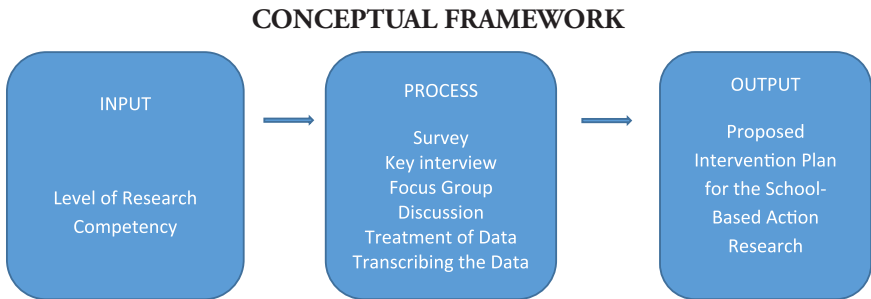 CONCEPTUAL FRAMEWORK
INPUT
Level of Research
Competency
PROCESS
Survey
Key interview
Focus Group
Discussion
Treatment of Data
Transcribing the Data
OUTPUT
Proposed
Intervention Plan
for the School-
Based Action
Research